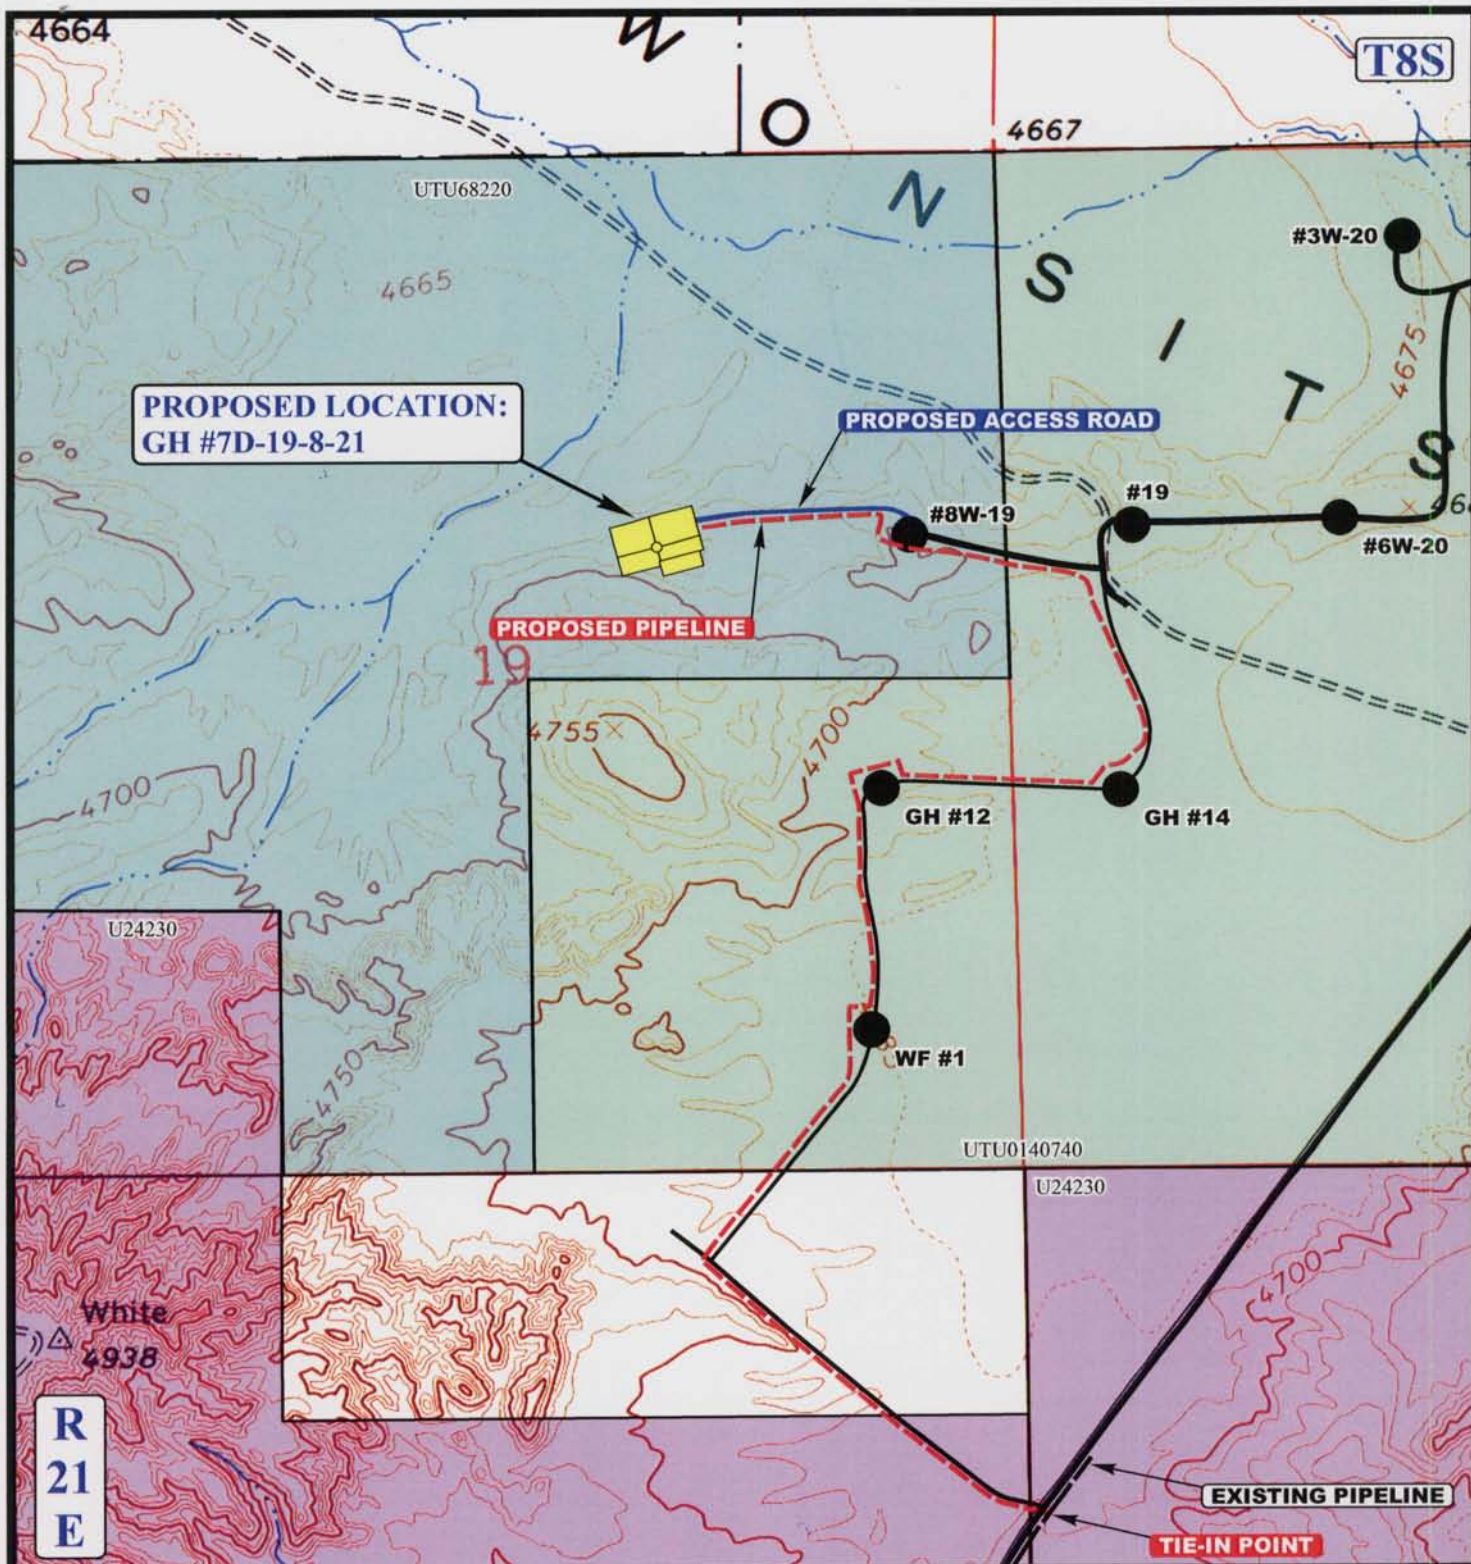 4664
W
T8S
O
4667
UTU68220
N
#3W-20
4665
S
I
T
4675
S
PROPOSED LOCATION:
GH #7D-19-8-21
PROPOSED ACCESS ROAD
#19
#8W-19
#6W-20
PROPOSED PIPELINE
19
4755
4700
4700
GH #12
GH #14
U24230
WF #1
4750
UTU0140740
U24230
4700
White
4938
R
21
E
EXISTING PIPELINE
TIE-IN POINT